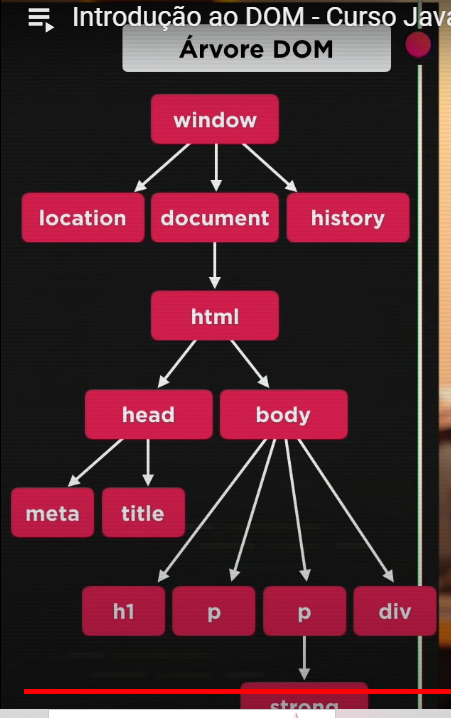 Introdução ao DOM - Curso Java
Árvore DOM
window
location document history
html
head body
meta title
h1 p p div
strong